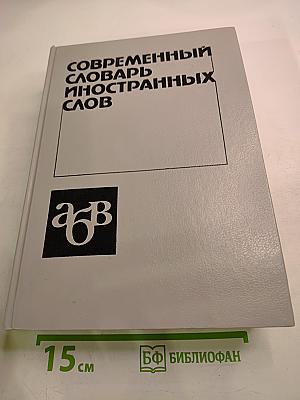 СОВРЕМЕННЫЙ
СЛОВАРЬ
ИНОСТРАННЫХ
СЛОВ
абв
15 см
БФ БИБЛИОФАН